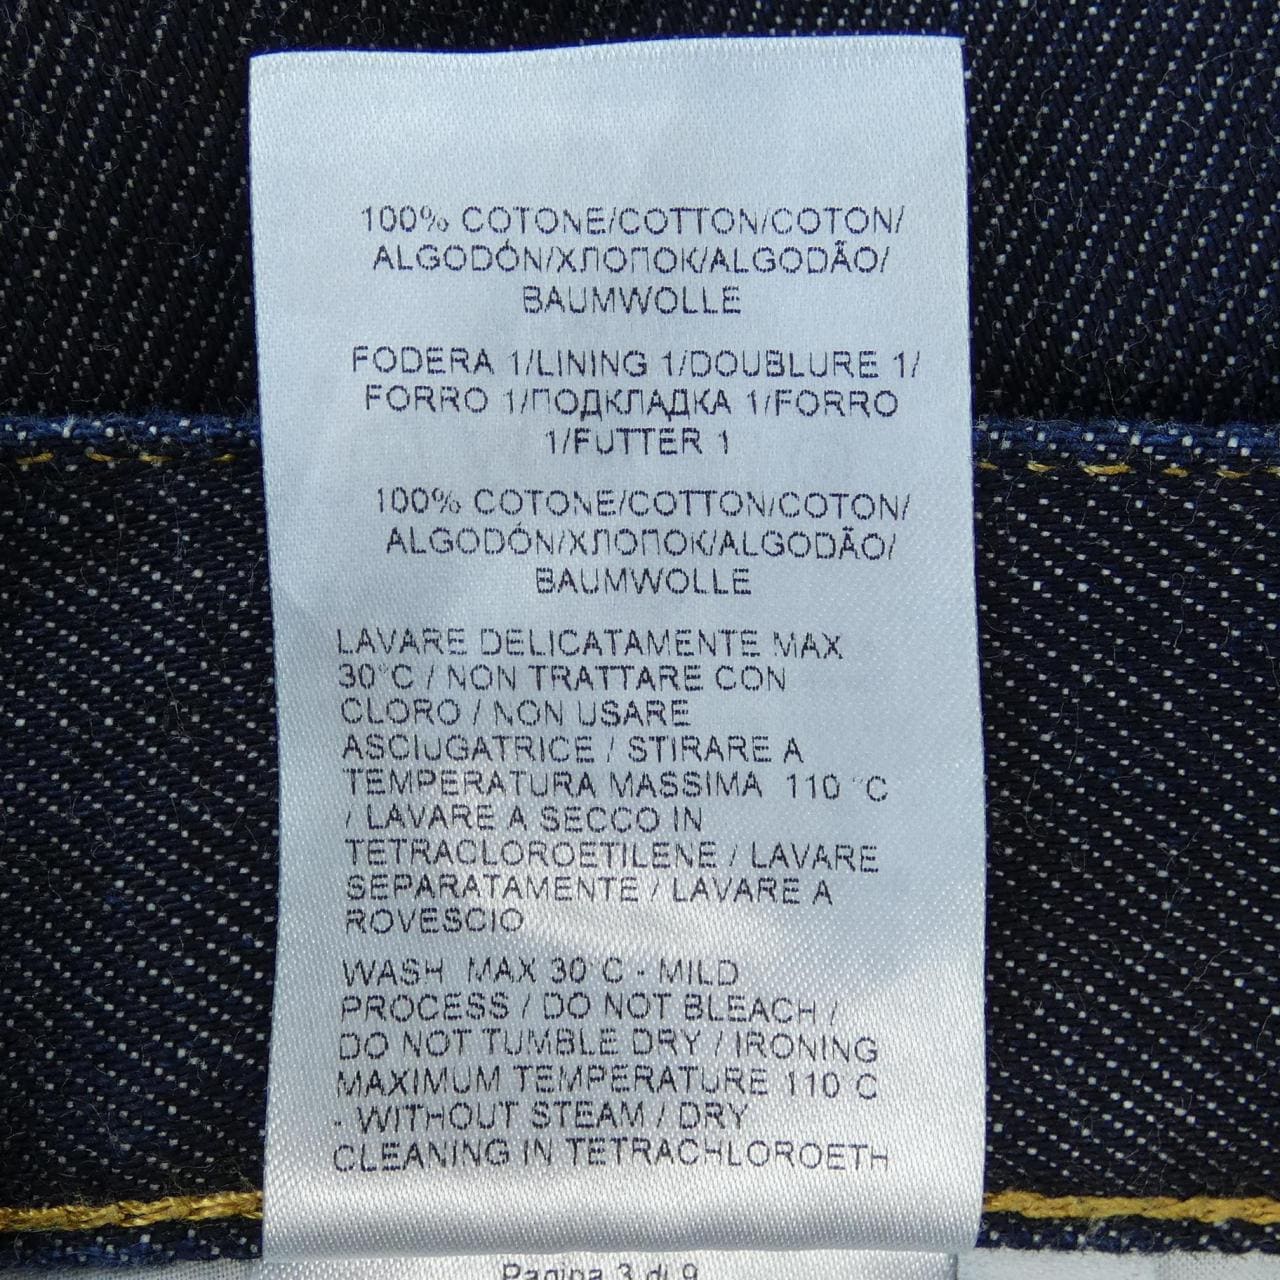 100% COTONE/COTTON/COTON/
ALGODÓN/ХЛОПОК/ALGODÃO/
BAUMWOLLE
FODERA 1/LINING 1/DOUBLURE 1/
FORRO 1/ПОДКЛАДКА 1/FORRO
1/FUTTER 1
100% COTONE/COTTON/COTON/
ALGODÓN/ХЛОПОК/ALGODÃO/
BAUMWOLLE
LAVARE DELICATAMENTE MAX
30°C / NON TRATTARE CON
CLORO / NON USARE
ASCIUGATRICE / STIRARE A
TEMPERATURA MASSIMA 110 °C
/ LAVARE A SECCO IN
TETRACLOROETILENE / LAVARE
SEPARATAMENTE / LAVARE A
ROVESCIO
WASH MAX 30°C - MILD
PROCESS / DO NOT BLEACH /
DO NOT TUMBLE DRY / IRONING
MAXIMUM TEMPERATURE 110°C
- WITHOUT STEAM / DRY
CLEANING IN TETRACHLOROETH
Pagina 3 di 9